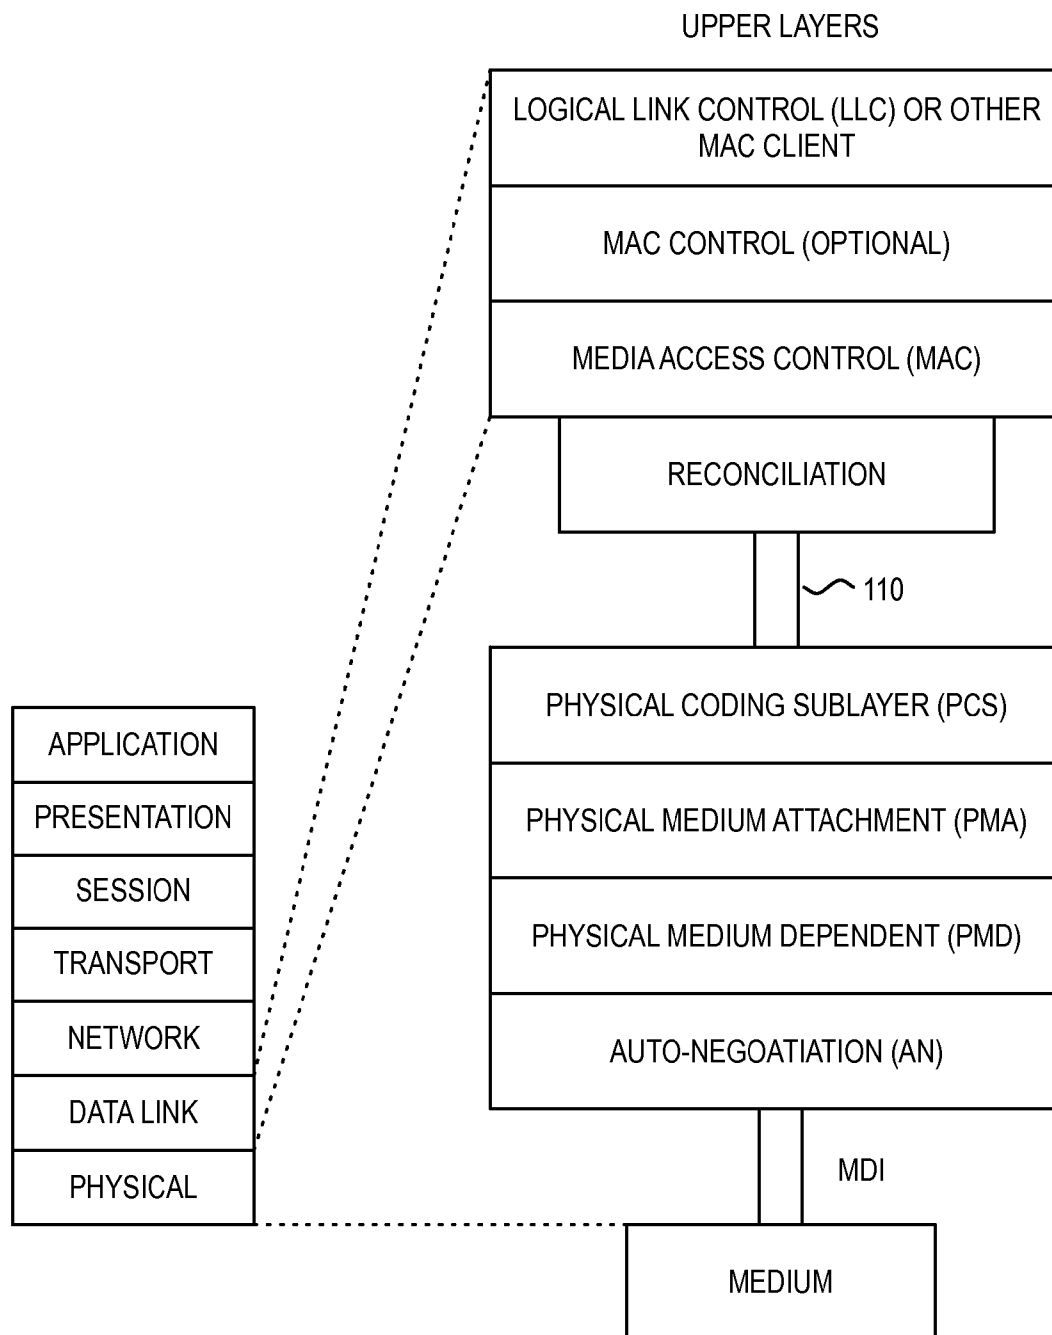 UPPER LAYERS
LOGICAL LINK CONTROL (LLC) OR OTHER
MAC CLIENT
MAC CONTROL (OPTIONAL)
MEDIA ACCESS CONTROL (MAC)
RECONCILIATION
110
PHYSICAL CODING SUBLAYER (PCS)
PHYSICAL MEDIUM ATTACHMENT (PMA)
PHYSICAL MEDIUM DEPENDENT (PMD)
AUTO-NEGOATIATION (AN)
MDI
MEDIUM
APPLICATION
PRESENTATION
SESSION
TRANSPORT
NETWORK
DATA LINK
PHYSICAL